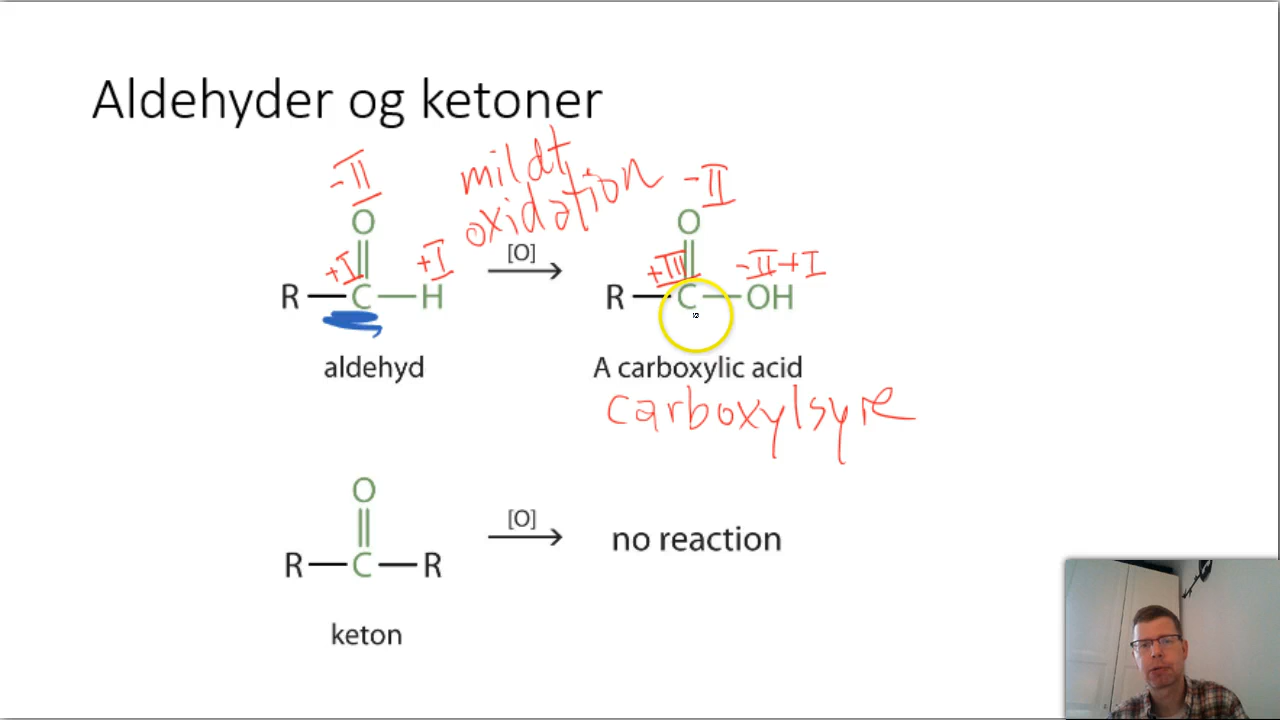 Aldehyder og ketoner
mildt
oxidation
-II
O
+I
+I
R—C—H
[O]
-II
O
+III
-II+I
R—C—OH
aldehyd
A carboxylic acid
carboxylsyre
O
R—C—R
[O]
no reaction
keton